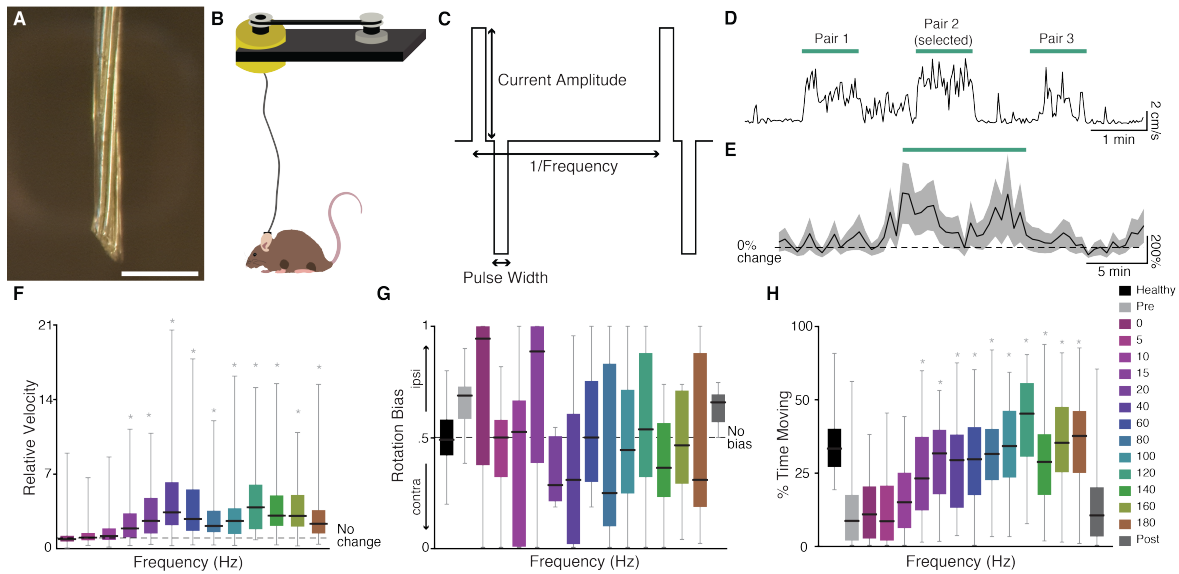 A
B
C
Current Amplitude
1/Frequency
Pulse Width
D
Pair 1
Pair 2
(selected)
Pair 3
2 cm/s
1 min
E
0%
change
200%
5 min
F
21
14
7
0
Relative Velocity
No
change
Frequency (Hz)
G
1
.5
0
ipsi
contra
Rotation Bias
No
bias
Frequency (Hz)
H
100
50
25
0
% Time Moving
Frequency (Hz)
Healthy
Pre
0
5
10
15
20
40
60
80
100
120
140
160
180
Post